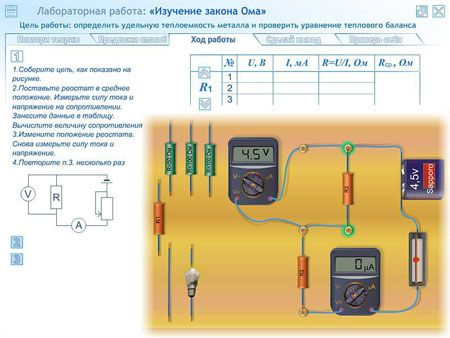 Лабораторная работа: «Изучение закона Ома»
Цель работы: определить удельную теплоемкость металла и проверить уравнение теплового баланса
Повтори теорию Предложи способ Ход работы Сделай вывод Проверь себя
1
1.Соберите цепь, как показано на
рисунке.
2.Поставьте реостат в среднее
положение. Измерьте силу тока и
напряжение на сопротивлении.
Занесите данные в таблицу.
Вычислите величину сопротивления
3.Измените положение реостата.
Снова измерьте силу тока и
напряжение.
4.Повторите п.3. несколько раз
V
R
A
2
3
№ U, В I, мА R=U/I, Ом Rср, Ом
R1
1
2
3
4.5V
R3
4,5v
Sapporo
R1
0 µA